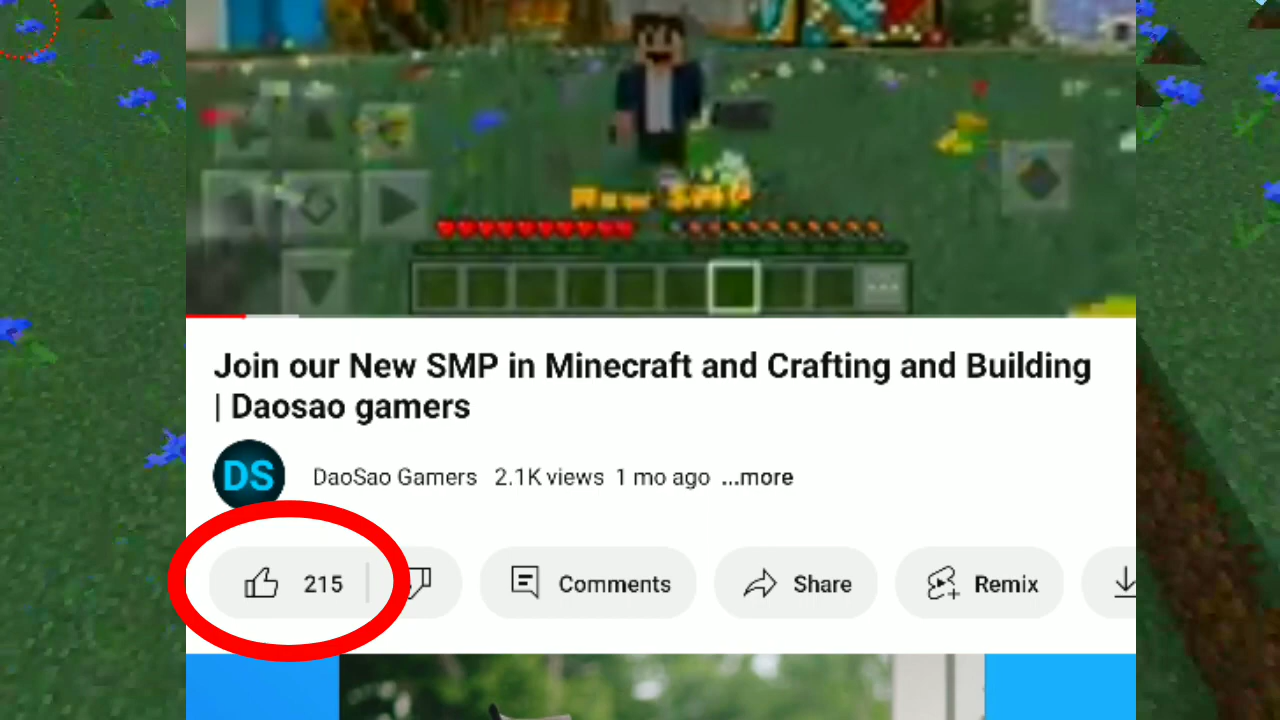 New SMP
Join our New SMP in Minecraft and Crafting and Building
| Daosao gamers
DS
DaoSao Gamers 2.1K views 1 mo ago ...more
215 Comments Share Remix